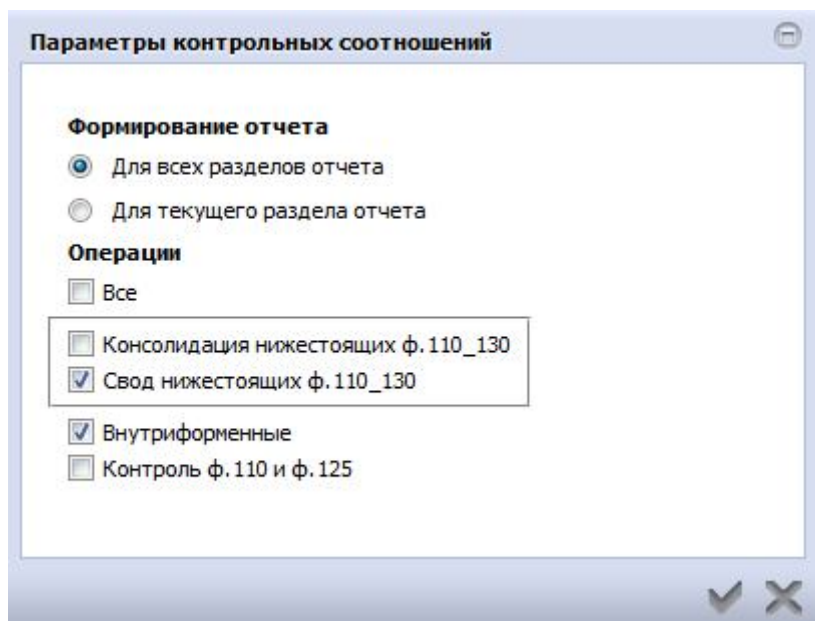 Параметры контрольных соотношений
Формирование отчета
Для всех разделов отчета
Для текущего раздела отчета
Операции
Все
Консолидация нижестоящих ф.110_130
Свод нижестоящих ф.110_130
Внутриформенные
Контроль ф.110 и ф.125